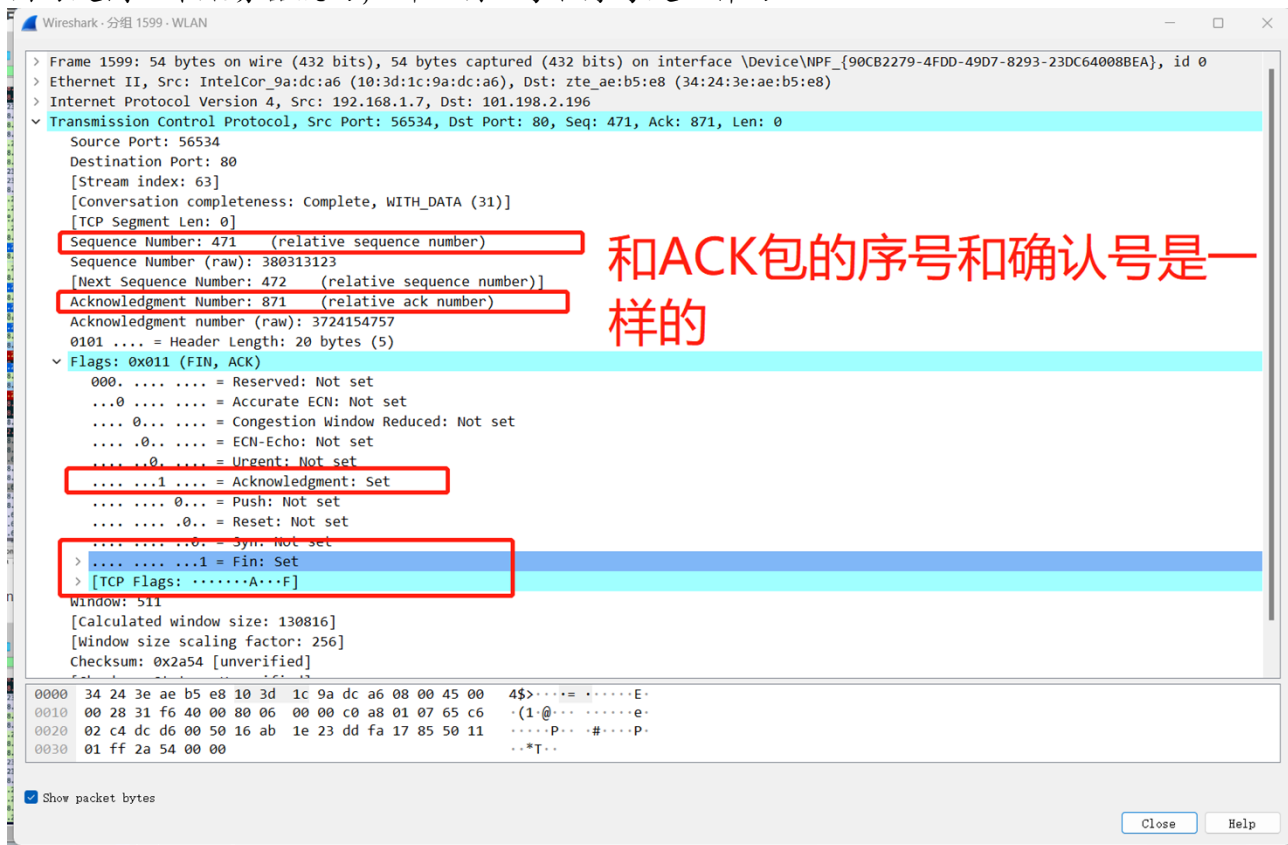 Wireshark · 分组 1599 · WLAN
> Frame 1599: 54 bytes on wire (432 bits), 54 bytes captured (432 bits) on interface \Device\NPF_{90CB2279-4FDD-49D7-8293-23DC64008BEA}, id 0
> Ethernet II, Src: IntelCor_9a:dc:a6 (10:3d:1c:9a:dc:a6), Dst: zte_ae:b5:e8 (34:24:3e:ae:b5:e8)
> Internet Protocol Version 4, Src: 192.168.1.7, Dst: 101.198.2.196
Transmission Control Protocol, Src Port: 56534, Dst Port: 80, Seq: 471, Ack: 871, Len: 0
Source Port: 56534
Destination Port: 80
[Stream index: 63]
[Conversation completeness: Complete, WITH_DATA (31)]
[TCP Segment Len: 0]
Sequence Number: 471    (relative sequence number)
Sequence Number (raw): 380313123
[Next Sequence Number: 472    (relative sequence number)]
Acknowledgment Number: 871    (relative ack number)
Acknowledgment number (raw): 3724154757
0101 .... = Header Length: 20 bytes (5)
Flags: 0x011 (FIN, ACK)
000. .... .... = Reserved: Not set
...0 .... .... = Accurate ECN: Not set
.... 0... .... = Congestion Window Reduced: Not set
.... .0.. .... = ECN-Echo: Not set
.... ..0. .... = Urgent: Not set
.... ...1 .... = Acknowledgment: Set
.... .... 0... = Push: Not set
.... .... .0.. = Reset: Not set
.... .... ..0. = Syn: Not set
> .... .... ...1 = Fin: Set
> [TCP Flags: ·······A···F]
Window: 511
[Calculated window size: 130816]
[Window size scaling factor: 256]
Checksum: 0x2a54 [unverified]
和ACK包的序号和确认号是一
样的
0000  34 24 3e ae b5 e8 10 3d  1c 9a dc a6 08 00 45 00   4$>····= ······E·
0010  00 28 31 f6 40 00 80 06  00 00 c0 a8 01 07 65 c6   ·(1·@··· ······e·
0020  02 c4 dc d6 00 50 16 ab  1e 23 dd fa 17 85 50 11   ·····P·· ·#····P·
0030  01 ff 2a 54 00 00   ··*T··
Show packet bytes
Close
Help